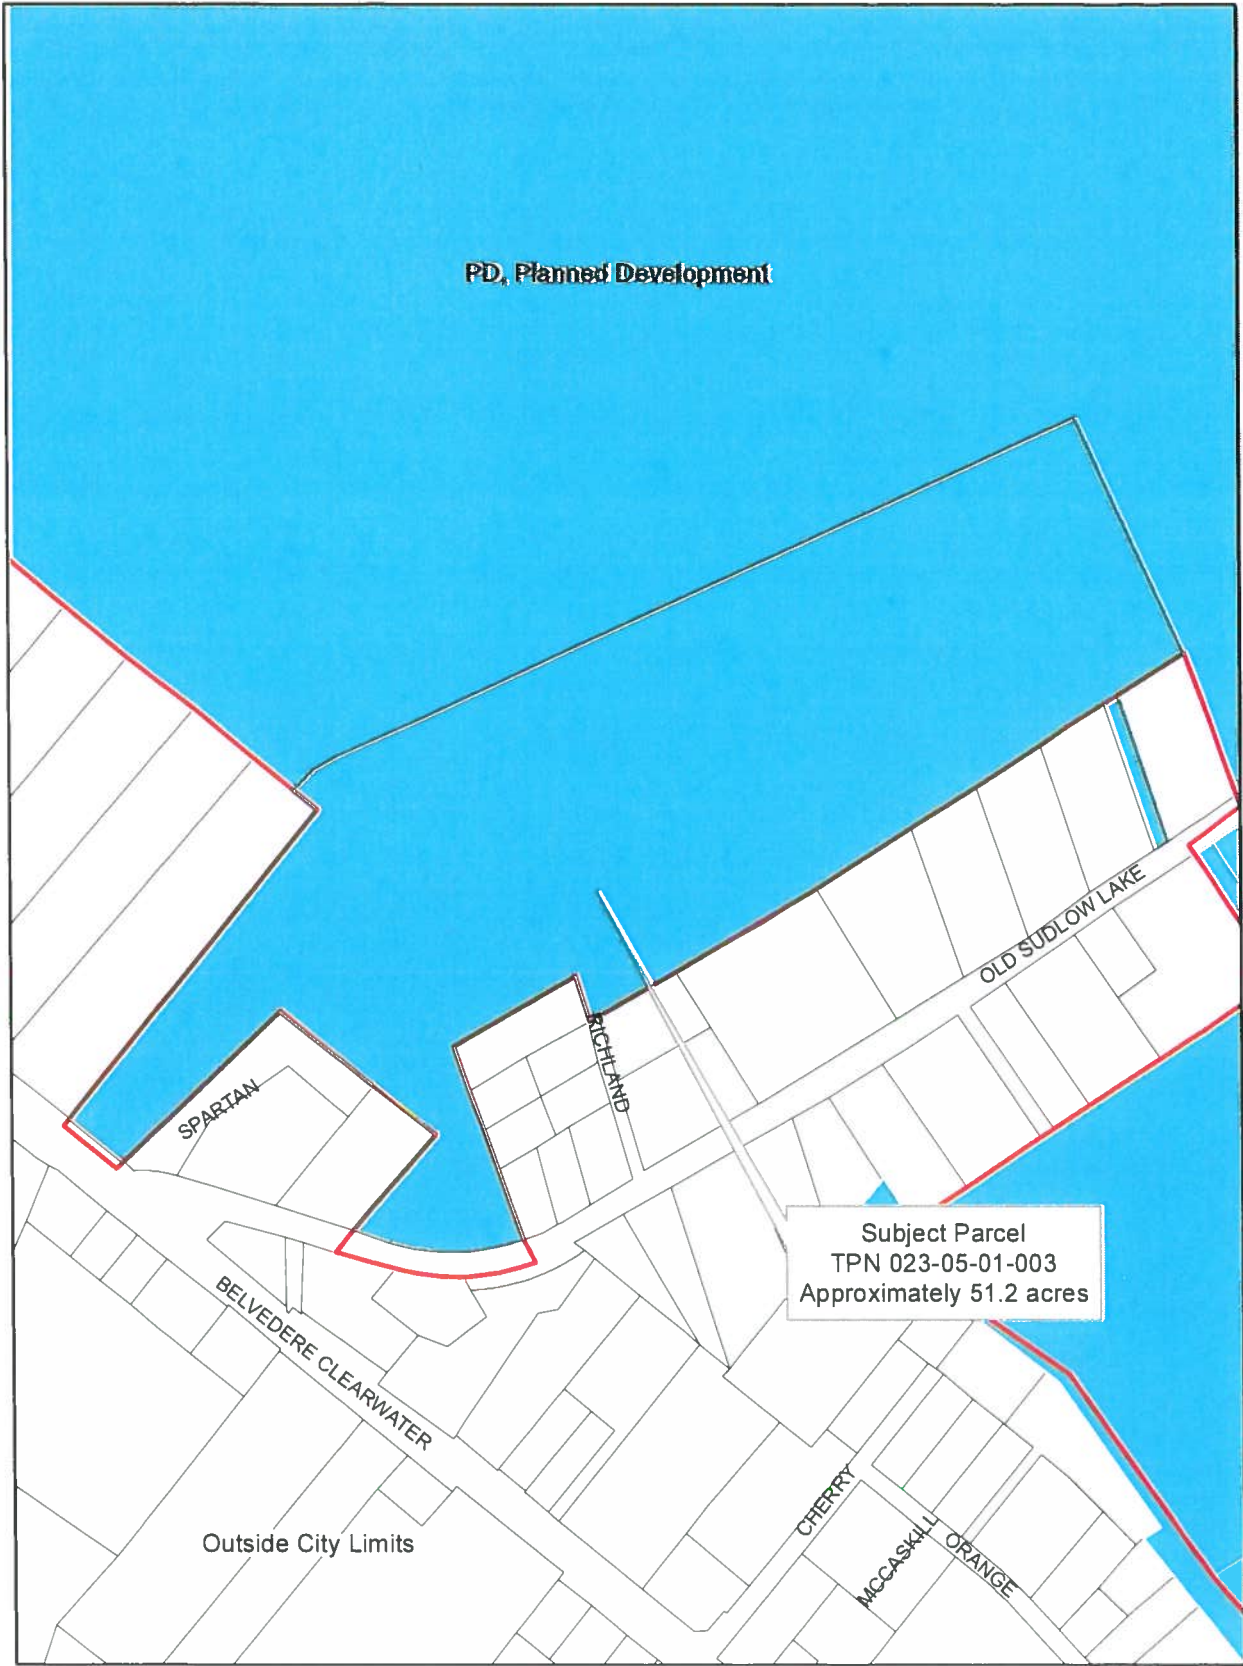 PD, Planned Development
OLD SUDLOW LAKE
RICHLAND
SPARTAN
Subject Parcel
TPN 023-05-01-003
Approximately 51.2 acres
BELVEDERE CLEARWATER
CHERRY
MCCASKILL
ORANGE
Outside City Limits